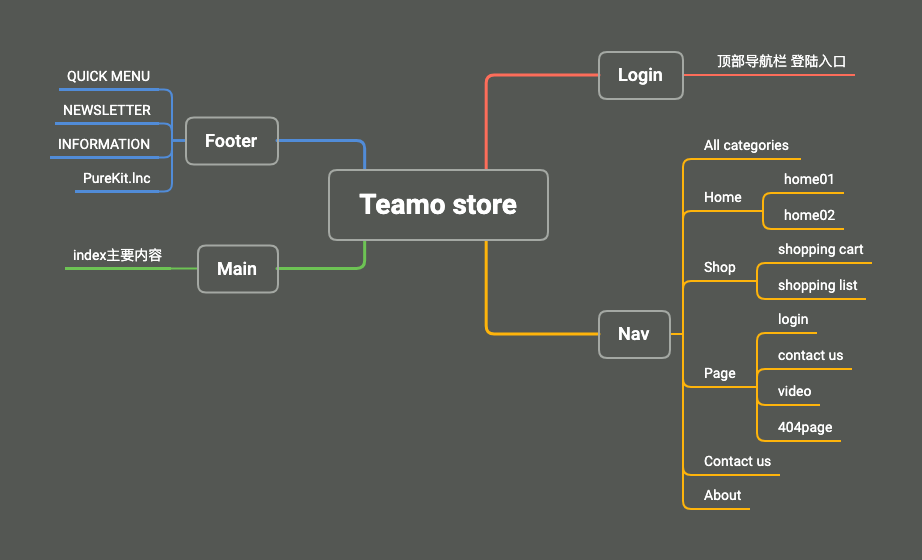 Teamo store
Login
顶部导航栏 登陆入口
Nav
All categories
Home
home01
home02
Shop
shopping cart
shopping list
Page
login
contact us
video
404page
Contact us
About
Footer
QUICK MENU
NEWSLETTER
INFORMATION
PureKit.Inc
Main
index主要内容